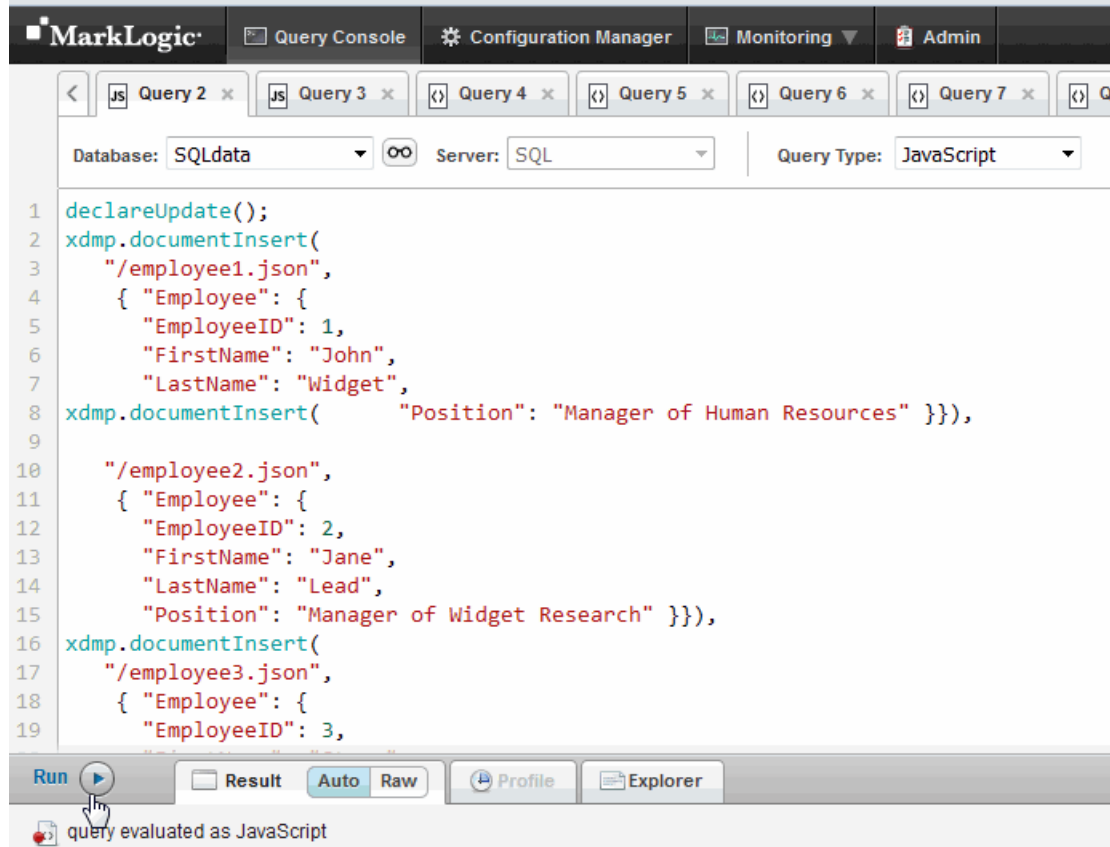 MarkLogic Query Console Configuration Manager Monitoring Admin
JS Query 2 JS Query 3 Query 4 Query 5 Query 6 Query 7
Database: SQLdata Server: SQL Query Type: JavaScript
1 declareUpdate();
2 xdmp.documentInsert(
3 "/employee1.json",
4 { "Employee": {
5 "EmployeeID": 1,
6 "FirstName": "John",
7 "LastName": "Widget",
8 xdmp.documentInsert( "Position": "Manager of Human Resources" }}),
9
10 "/employee2.json",
11 { "Employee": {
12 "EmployeeID": 2,
13 "FirstName": "Jane",
14 "LastName": "Lead",
15 "Position": "Manager of Widget Research" }}),
16 xdmp.documentInsert(
17 "/employee3.json",
18 { "Employee": {
19 "EmployeeID": 3,
Run Result Auto Raw Profile Explorer
query evaluated as JavaScript